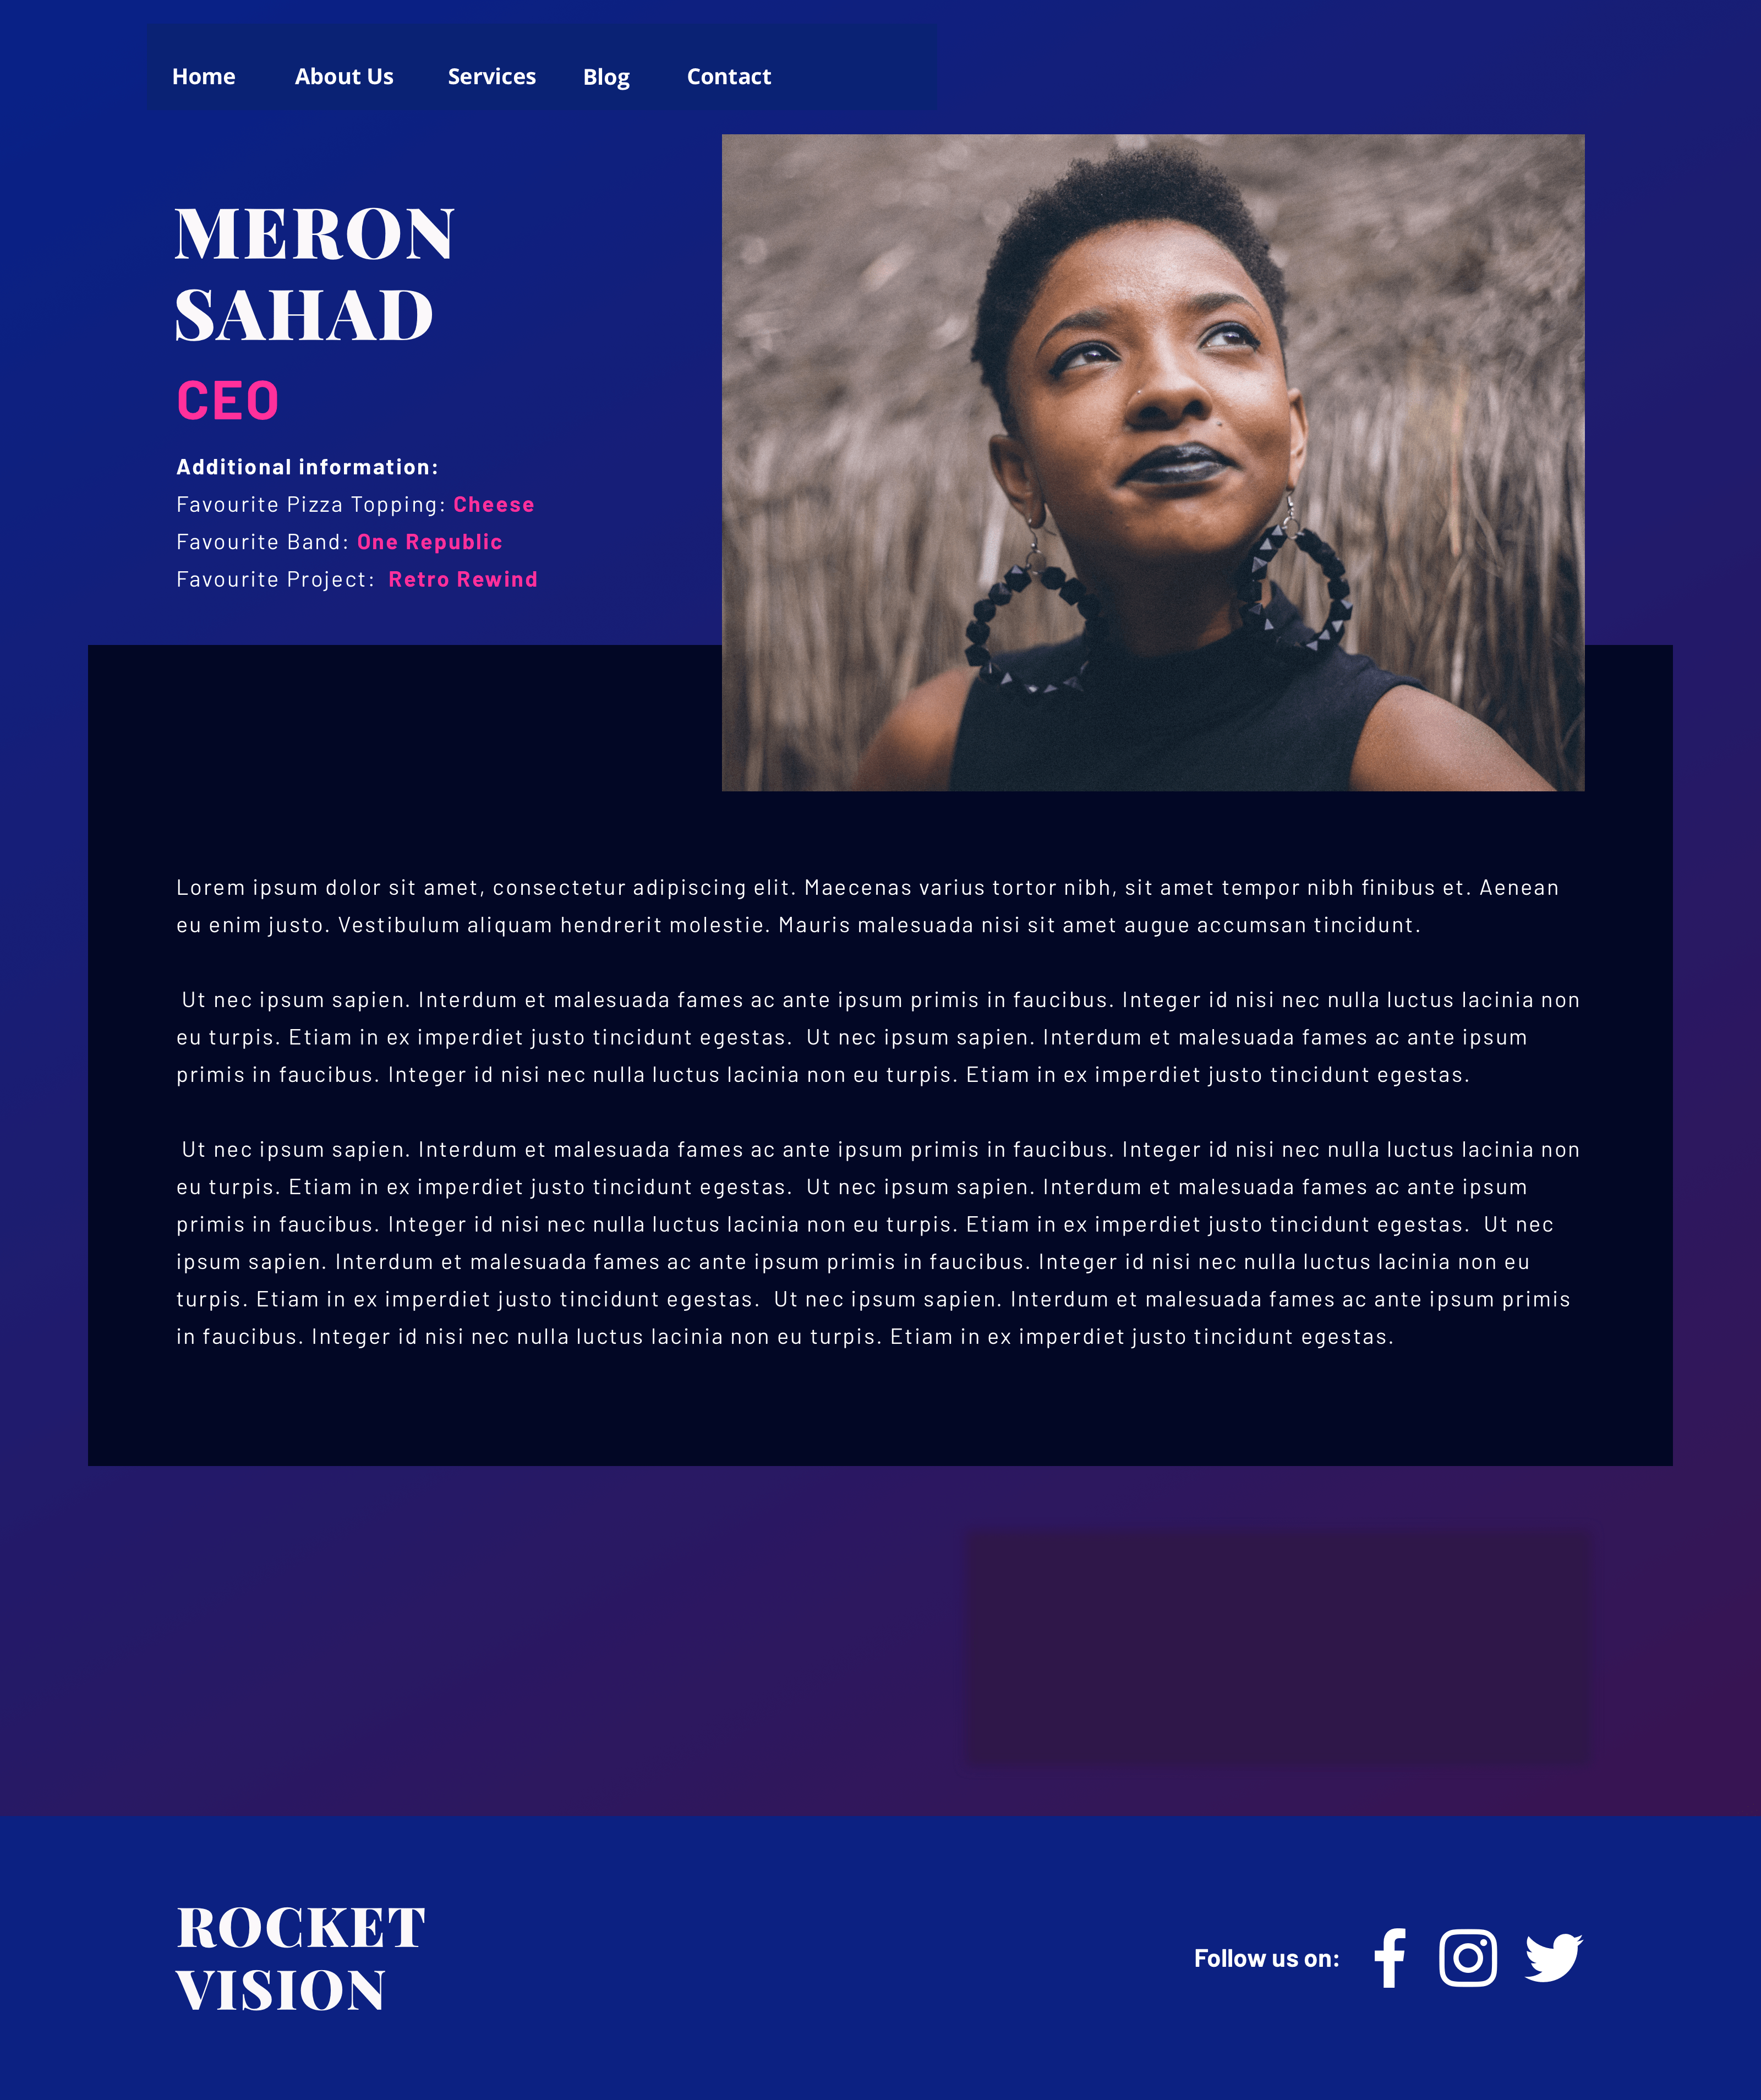 Home About Us Services Blog Contact
MERON
SAHAD
CEO
Additional information:
Favourite Pizza Topping: Cheese
Favourite Band: One Republic
Favourite Project:  Retro Rewind
Lorem ipsum dolor sit amet, consectetur adipiscing elit. Maecenas varius tortor nibh, sit amet tempor nibh finibus et. Aenean
eu enim justo. Vestibulum aliquam hendrerit molestie. Mauris malesuada nisi sit amet augue accumsan tincidunt.
Ut nec ipsum sapien. Interdum et malesuada fames ac ante ipsum primis in faucibus. Integer id nisi nec nulla luctus lacinia non
eu turpis. Etiam in ex imperdiet justo tincidunt egestas.  Ut nec ipsum sapien. Interdum et malesuada fames ac ante ipsum
primis in faucibus. Integer id nisi nec nulla luctus lacinia non eu turpis. Etiam in ex imperdiet justo tincidunt egestas.
Ut nec ipsum sapien. Interdum et malesuada fames ac ante ipsum primis in faucibus. Integer id nisi nec nulla luctus lacinia non
eu turpis. Etiam in ex imperdiet justo tincidunt egestas.  Ut nec ipsum sapien. Interdum et malesuada fames ac ante ipsum
primis in faucibus. Integer id nisi nec nulla luctus lacinia non eu turpis. Etiam in ex imperdiet justo tincidunt egestas.  Ut nec
ipsum sapien. Interdum et malesuada fames ac ante ipsum primis in faucibus. Integer id nisi nec nulla luctus lacinia non eu
turpis. Etiam in ex imperdiet justo tincidunt egestas.  Ut nec ipsum sapien. Interdum et malesuada fames ac ante ipsum primis
in faucibus. Integer id nisi nec nulla luctus lacinia non eu turpis. Etiam in ex imperdiet justo tincidunt egestas.
ROCKET
VISION
Follow us on: